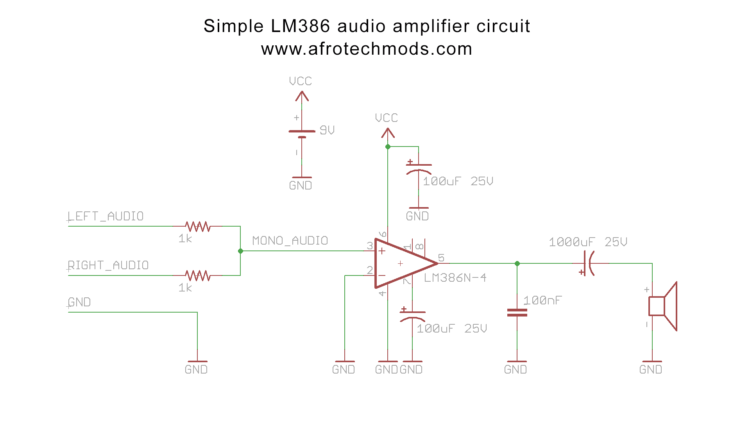 Simple LM386 audio amplifier circuit
www.afrotechmods.com
VCC
+
9V
-
GND
VCC
+
100uF 25V
GND
LEFT_AUDIO
1k
MONO_AUDIO
RIGHT_AUDIO
1k
GND
GND
6
3
+
1
8
2
-
+
5
4
7
LM386N-4
+
100uF 25V
GND
GND
GND
1000uF 25V
+
100nF
GND
+
-
GND